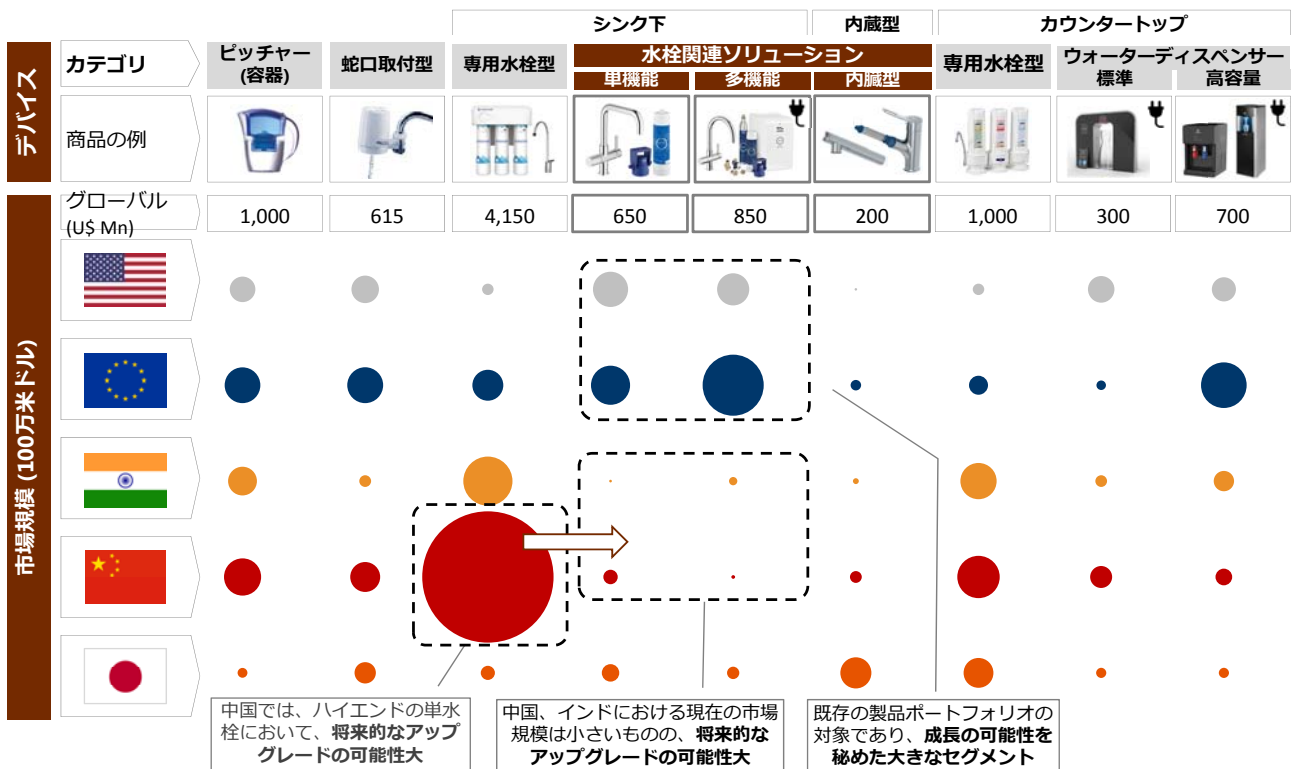 シンク下
内蔵型
カウンタートップ
デバイス
カテゴリ
ピッチャー
(容器)
蛇口取付型
専用水栓型
水栓関連ソリューション
単機能
多機能
内臓型
専用水栓型
ウォーターディスペンサー
標準
高容量
商品の例
市場規模 (100万米ドル)
グローバル
(U$ Mn)
1,000
615
4,150
650
850
200
1,000
300
700
中国では、ハイエンドの単水
栓において、将来的なアップ
グレードの可能性大
中国、インドにおける現在の市場
規模は小さいものの、将来的な
アップグレードの可能性大
既存の製品ポートフォリオの
対象であり、成長の可能性を
秘めた大きなセグメント